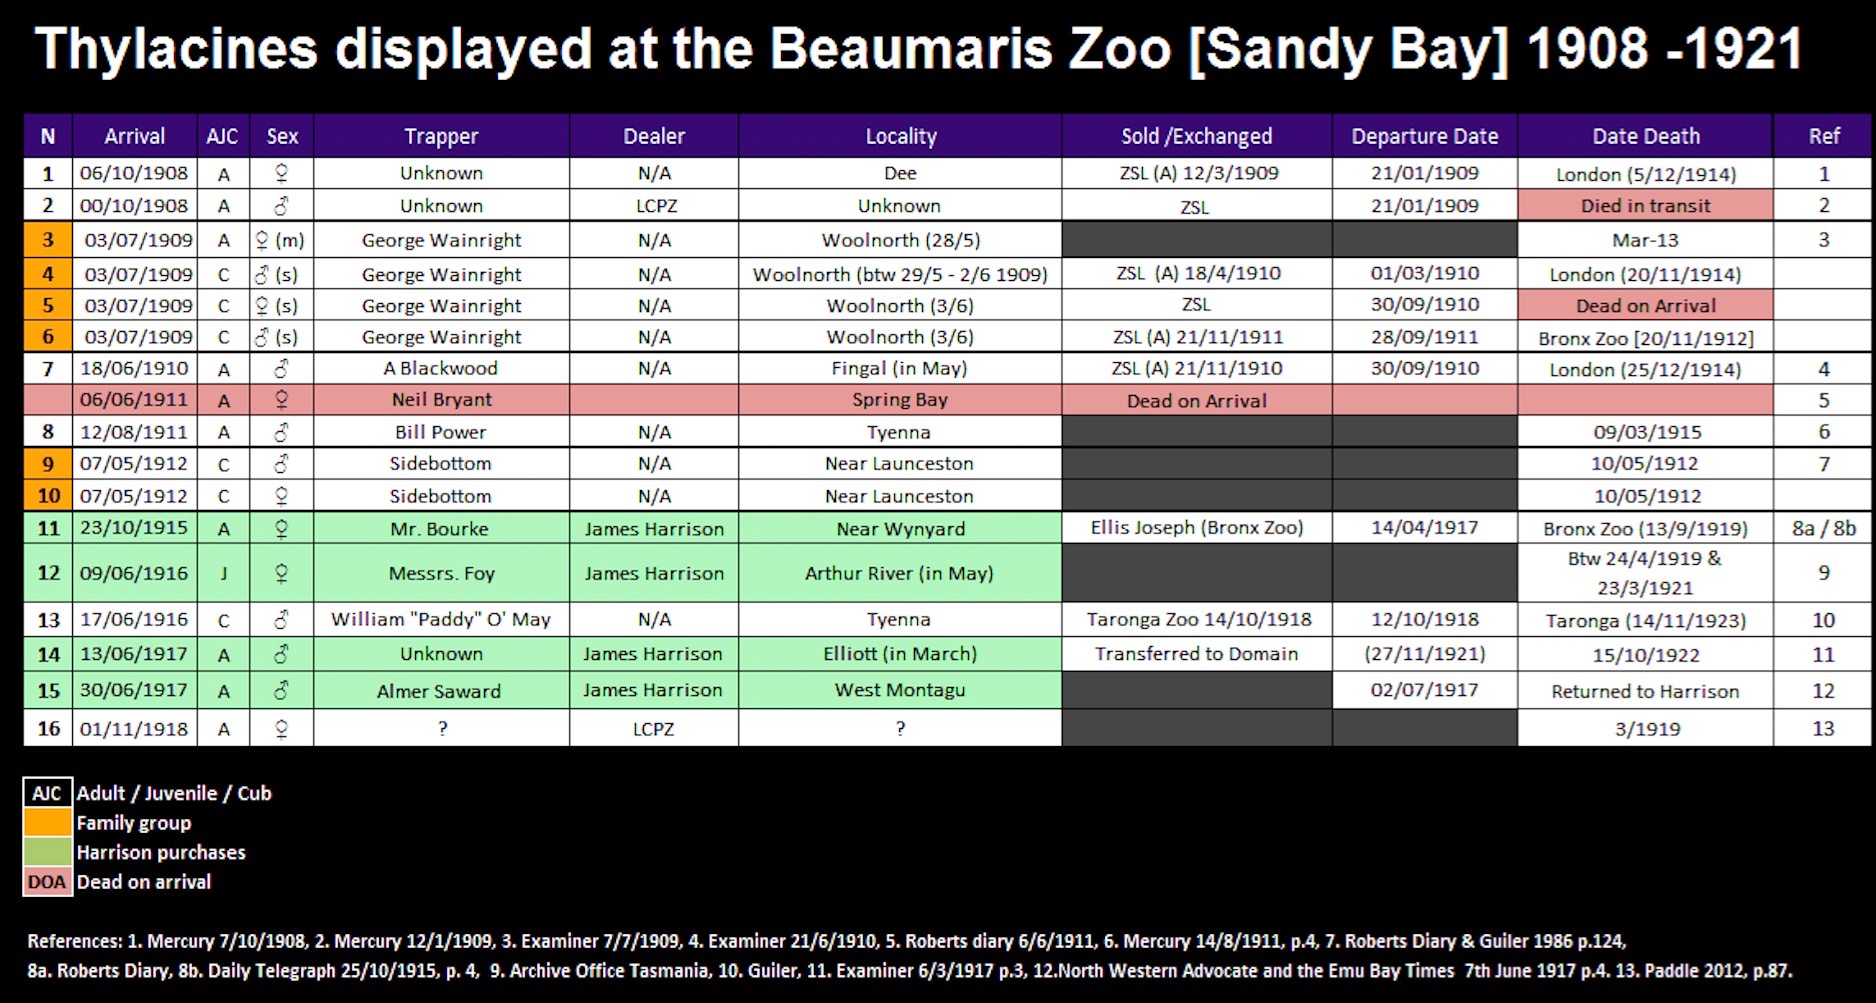 Thylacines displayed at the Beaumaris Zoo [Sandy Bay] 1908 -1921
N Arrival AJC Sex Trapper Dealer Locality Sold /Exchanged Departure Date Date Death Ref
1 06/10/1908 A ♀ Unknown N/A Dee ZSL (A) 12/3/1909 21/01/1909 London (5/12/1914) 1
2 00/10/1908 A ♂ Unknown LCPZ Unknown ZSL 21/01/1909 Died in transit 2
3 03/07/1909 A ♀ (m) George Wainright N/A Woolnorth (28/5) Mar-13 3
4 03/07/1909 C ♂ (s) George Wainright N/A Woolnorth (btw 29/5 - 2/6 1909) ZSL (A) 18/4/1910 01/03/1910 London (20/11/1914)
5 03/07/1909 C ♀ (s) George Wainright N/A Woolnorth (3/6) ZSL 30/09/1910 Dead on Arrival
6 03/07/1909 C ♂ (s) George Wainright N/A Woolnorth (3/6) ZSL (A) 21/11/1911 28/09/1911 Bronx Zoo [20/11/1912]
7 18/06/1910 A ♂ A Blackwood N/A Fingal (in May) ZSL (A) 21/11/1910 30/09/1910 London (25/12/1914) 4
06/06/1911 A ♀ Neil Bryant Spring Bay Dead on Arrival 5
8 12/08/1911 A ♂ Bill Power N/A Tyenna 09/03/1915 6
9 07/05/1912 C ♂ Sidebottom N/A Near Launceston 10/05/1912 7
10 07/05/1912 C ♀ Sidebottom N/A Near Launceston 10/05/1912
11 23/10/1915 A ♀ Mr. Bourke James Harrison Near Wynyard Ellis Joseph (Bronx Zoo) 14/04/1917 Bronx Zoo (13/9/1919) 8a / 8b
12 09/06/1916 J ♀ Messrs. Foy James Harrison Arthur River (in May) Btw 24/4/1919 &
23/3/1921 9
13 17/06/1916 C ♂ William "Paddy" O' May N/A Tyenna Taronga Zoo 14/10/1918 12/10/1918 Taronga (14/11/1923) 10
14 13/06/1917 A ♂ Unknown James Harrison Elliott (in March) Transferred to Domain (27/11/1921) 15/10/1922 11
15 30/06/1917 A ♂ Almer Saward James Harrison West Montagu 02/07/1917 Returned to Harrison 12
16 01/11/1918 A ♀ ? LCPZ ? 3/1919 13
AJC Adult / Juvenile / Cub
Family group
Harrison purchases
DOA Dead on arrival
References: 1. Mercury 7/10/1908, 2. Mercury 12/1/1909, 3. Examiner 7/7/1909, 4. Examiner 21/6/1910, 5. Roberts diary 6/6/1911, 6. Mercury 14/8/1911, p.4, 7. Roberts Diary & Guiler 1986 p.124,
8a. Roberts Diary, 8b. Daily Telegraph 25/10/1915, p. 4, 9. Archive Office Tasmania, 10. Guiler, 11. Examiner 6/3/1917 p.3, 12.North Western Advocate and the Emu Bay Times 7th June 1917 p.4. 13. Paddle 2012, p.87.